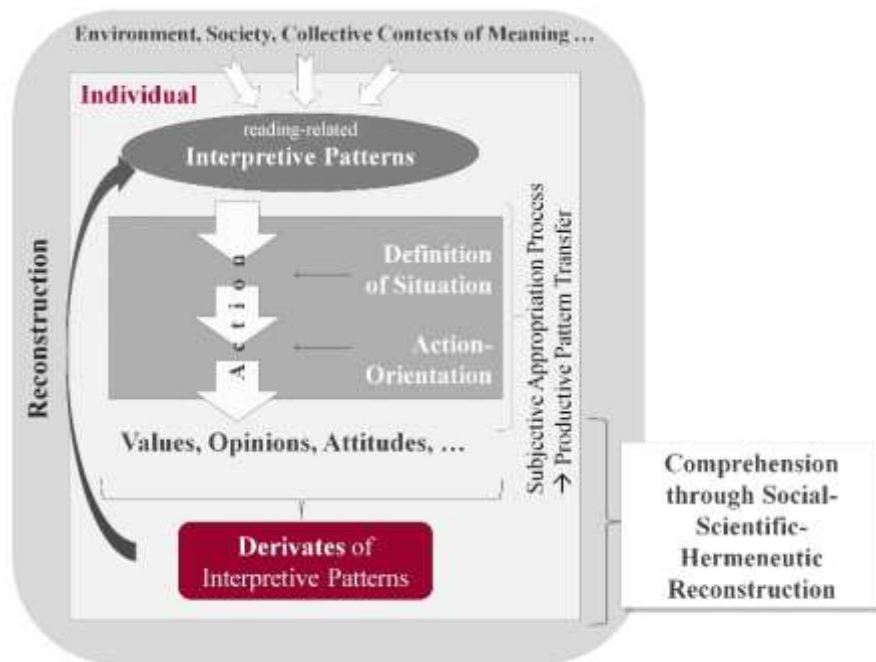 Environment, Society, Collective Contexts of Meaning ...
Individual
reading-related
Interpretive Patterns
Reconstruction
Action
Definition
of Situation
Action-
Orientation
Subjective Appropriation Process
→ Productive Pattern Transfer
Values, Opinions, Attitudes, ...
Derivates of
Interpretive Patterns
Comprehension
through Social-
Scientific-
Hermeneutic
Reconstruction